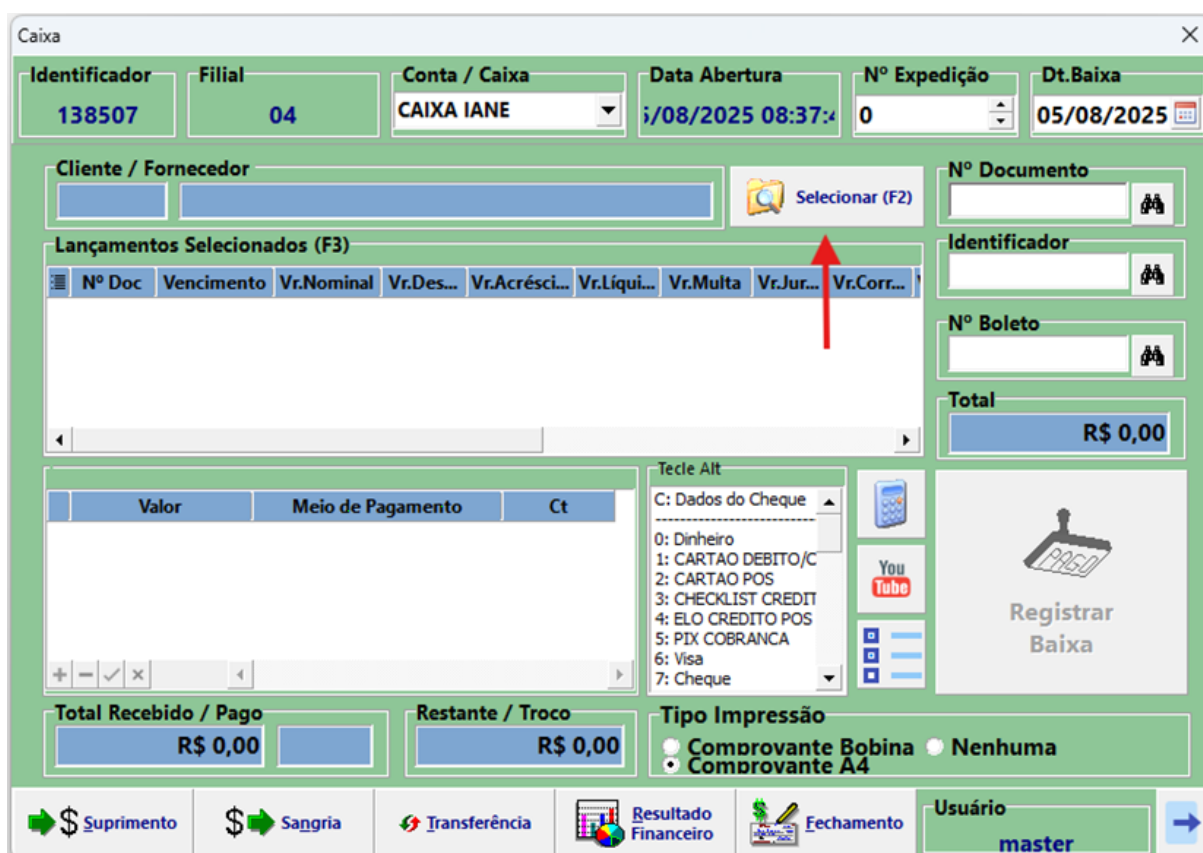 Caixa
Identificador Filial Conta / Caixa Data Abertura Nº Expedição Dt.Baixa
138507 04 CAIXA IANE 5/08/2025 08:37:4 0 05/08/2025
Cliente / Fornecedor
Selecionar (F2)
Nº Documento
Lançamentos Selecionados (F3)
Identificador
Nº Doc Vencimento Vr.Nominal Vr.Des... Vr.Acrésci... Vr.Líqui... Vr.Multa Vr.Jur... Vr.Corr...
Nº Boleto
Total
R$ 0,00
Valor Meio de Pagamento Ct
Tecle Alt
C: Dados do Cheque
---------------------------
0: Dinheiro
1: CARTAO DEBITO/C
2: CARTAO POS
3: CHECKLIST CREDIT
4: ELO CREDITO POS
5: PIX COBRANCA
6: Visa
7: Cheque
You
Tube
PAGO
Registrar
Baixa
Total Recebido / Pago Restante / Troco
R$ 0,00 R$ 0,00
Tipo Impressão
Comprovante Bobina Nenhuma
Comprovante A4
Suprimento Sangria Transferência
Resultado
Financeiro
Fechamento
Usuário
master